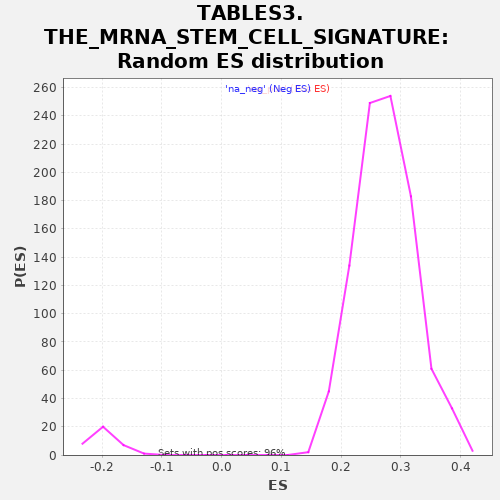 TABLES3.
THE_MRNA_STEM_CELL_SIGNATURE:
Random ES distribution
'na_neg' (Neg ES) ES)
260
240
220
200
180
160
140
120
100
80
60
40
20
0
P(ES)
Sets with pos scores: 96%
-0.2 -0.1 0.0 0.1 0.2 0.3 0.4
ES